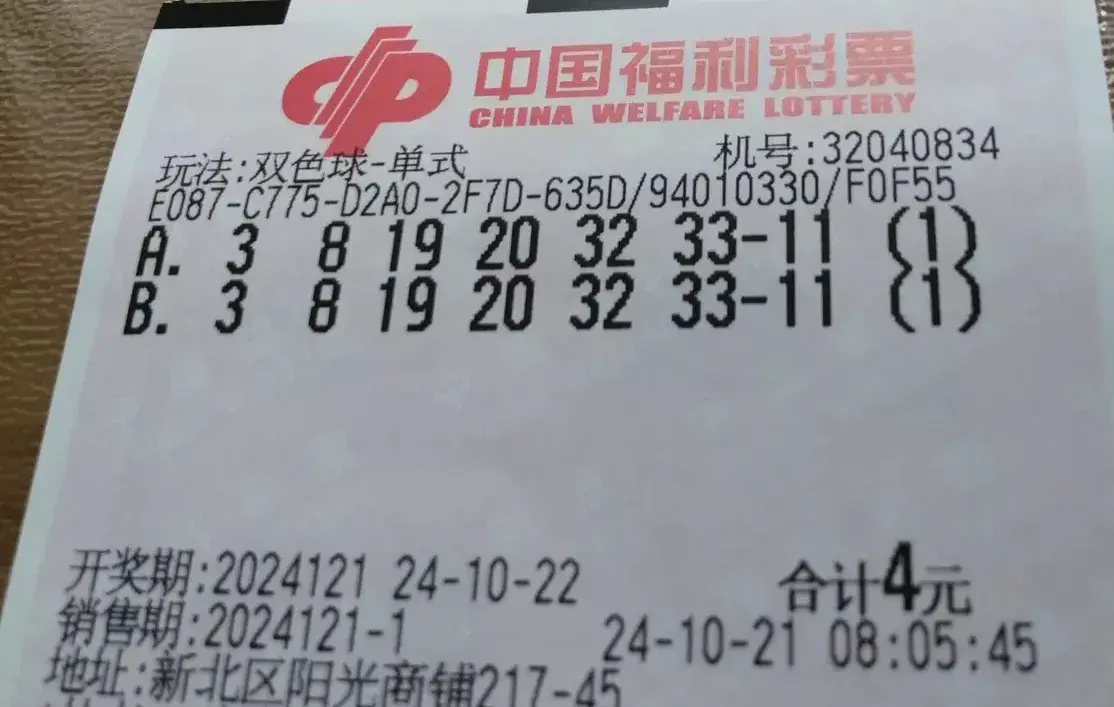 中国福利彩票
CHINA WELFARE LOTTERY
玩法:双色球-单式 机号:32040834
E087-C775-D2A0-2F7D-635D/94010330/F0F55
A. 3 8 19 20 32 33-11 (1)
B. 3 8 19 20 32 33-11 (1)
开奖期:2024121 24-10-22 合计4元
销售期:2024121-1 24-10-21 08:05:45
地址:新北区阳光商铺217-45